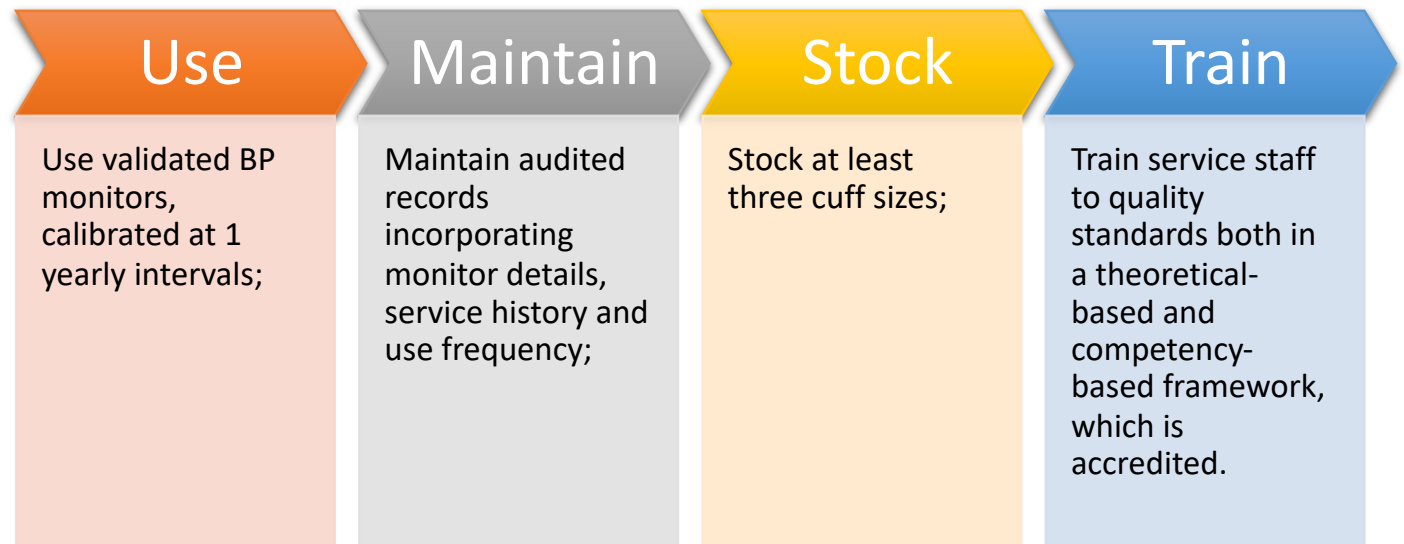 Use
Use validated BP
monitors,
calibrated at 1
yearly intervals;
Maintain
Maintain audited
records
incorporating
monitor details,
service history and
use frequency;
Stock
Stock at least
three cuff sizes;
Train
Train service staff
to quality
standards both in
a theoretical-
based and
competency-
based framework,
which is
accredited.